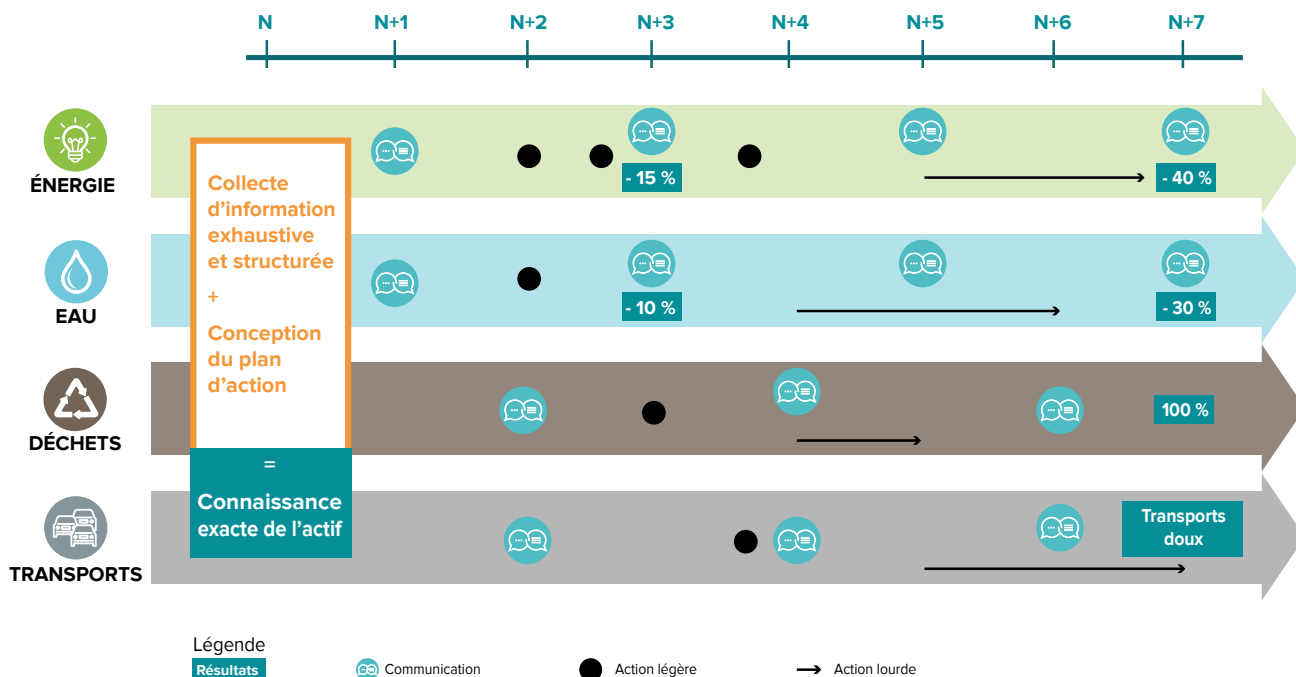 N N+1 N+2 N+3 N+4 N+5 N+6 N+7
ÉNERGIE
- 15 %
- 40 %
Collecte
d’information
exhaustive
et structurée
+
Conception
du plan
d’action
=
Connaissance
exacte de l’actif
EAU
- 10 %
- 30 %
DÉCHETS
100 %
TRANSPORTS
Transports
doux
Légende
Résultats Communication Action légère Action lourde